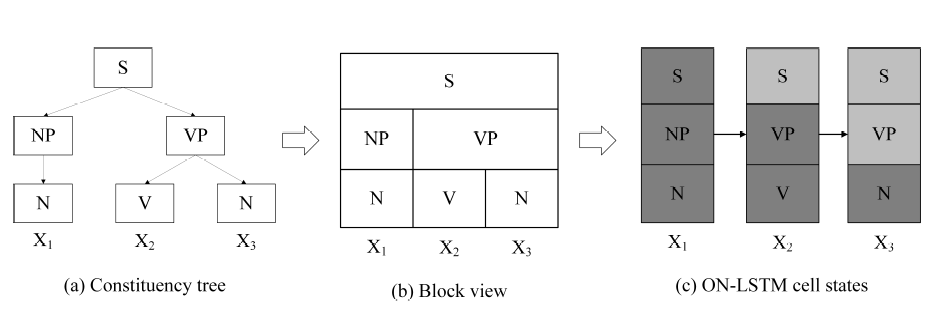 S
NP VP
N V N
X₁ X₂ X₃
(a) Constituency tree
S
NP VP
N V N
X₁ X₂ X₃
(b) Block view
S S S
NP VP VP
N V N
X₁ X₂ X₃
(c) ON-LSTM cell states